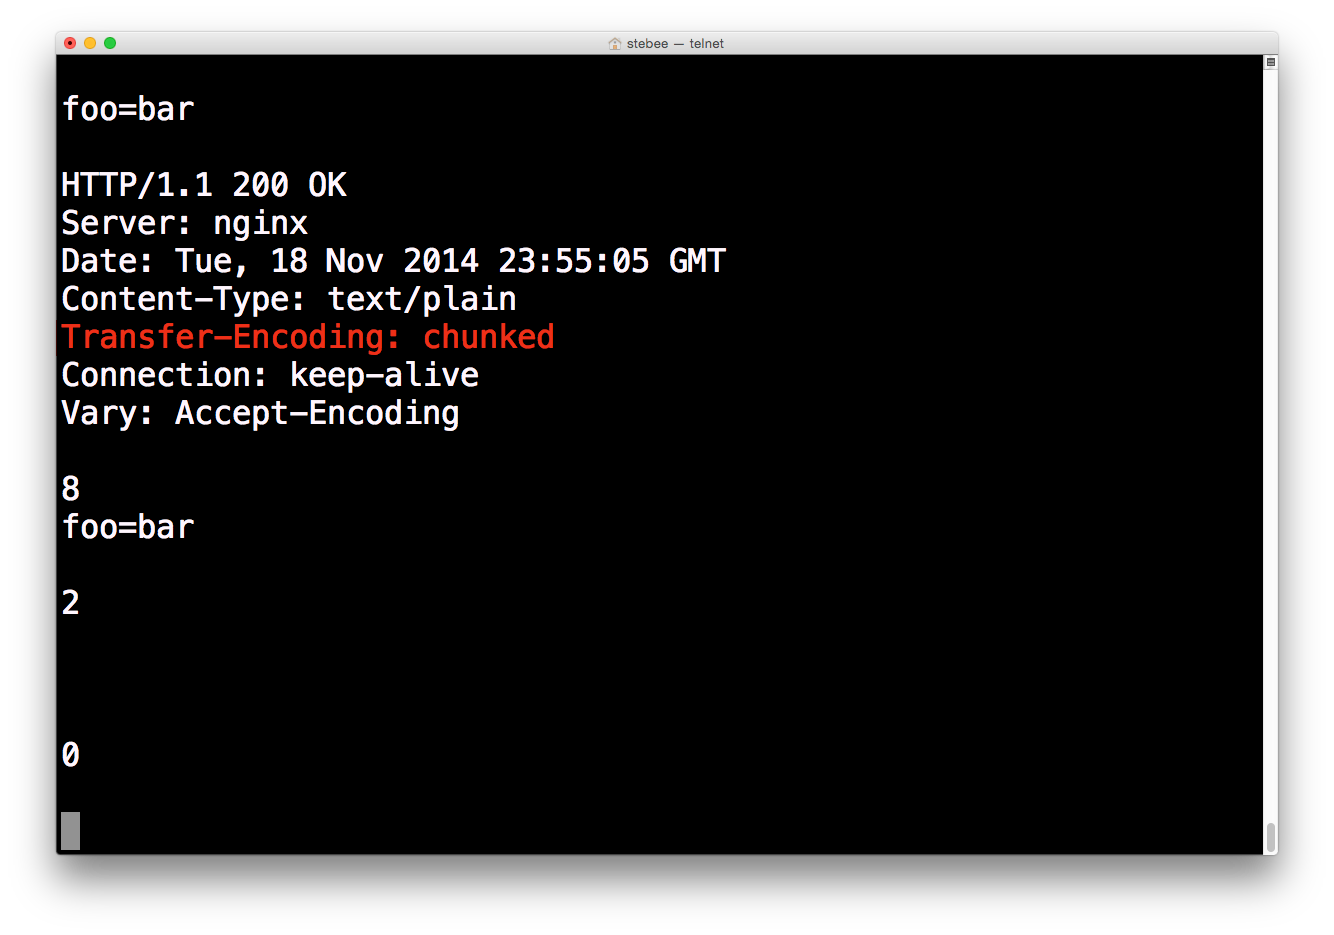 stebee — telnet
foo=bar
HTTP/1.1 200 OK
Server: nginx
Date: Tue, 18 Nov 2014 23:55:05 GMT
Content-Type: text/plain
Transfer-Encoding: chunked
Connection: keep-alive
Vary: Accept-Encoding
8
foo=bar
2
0